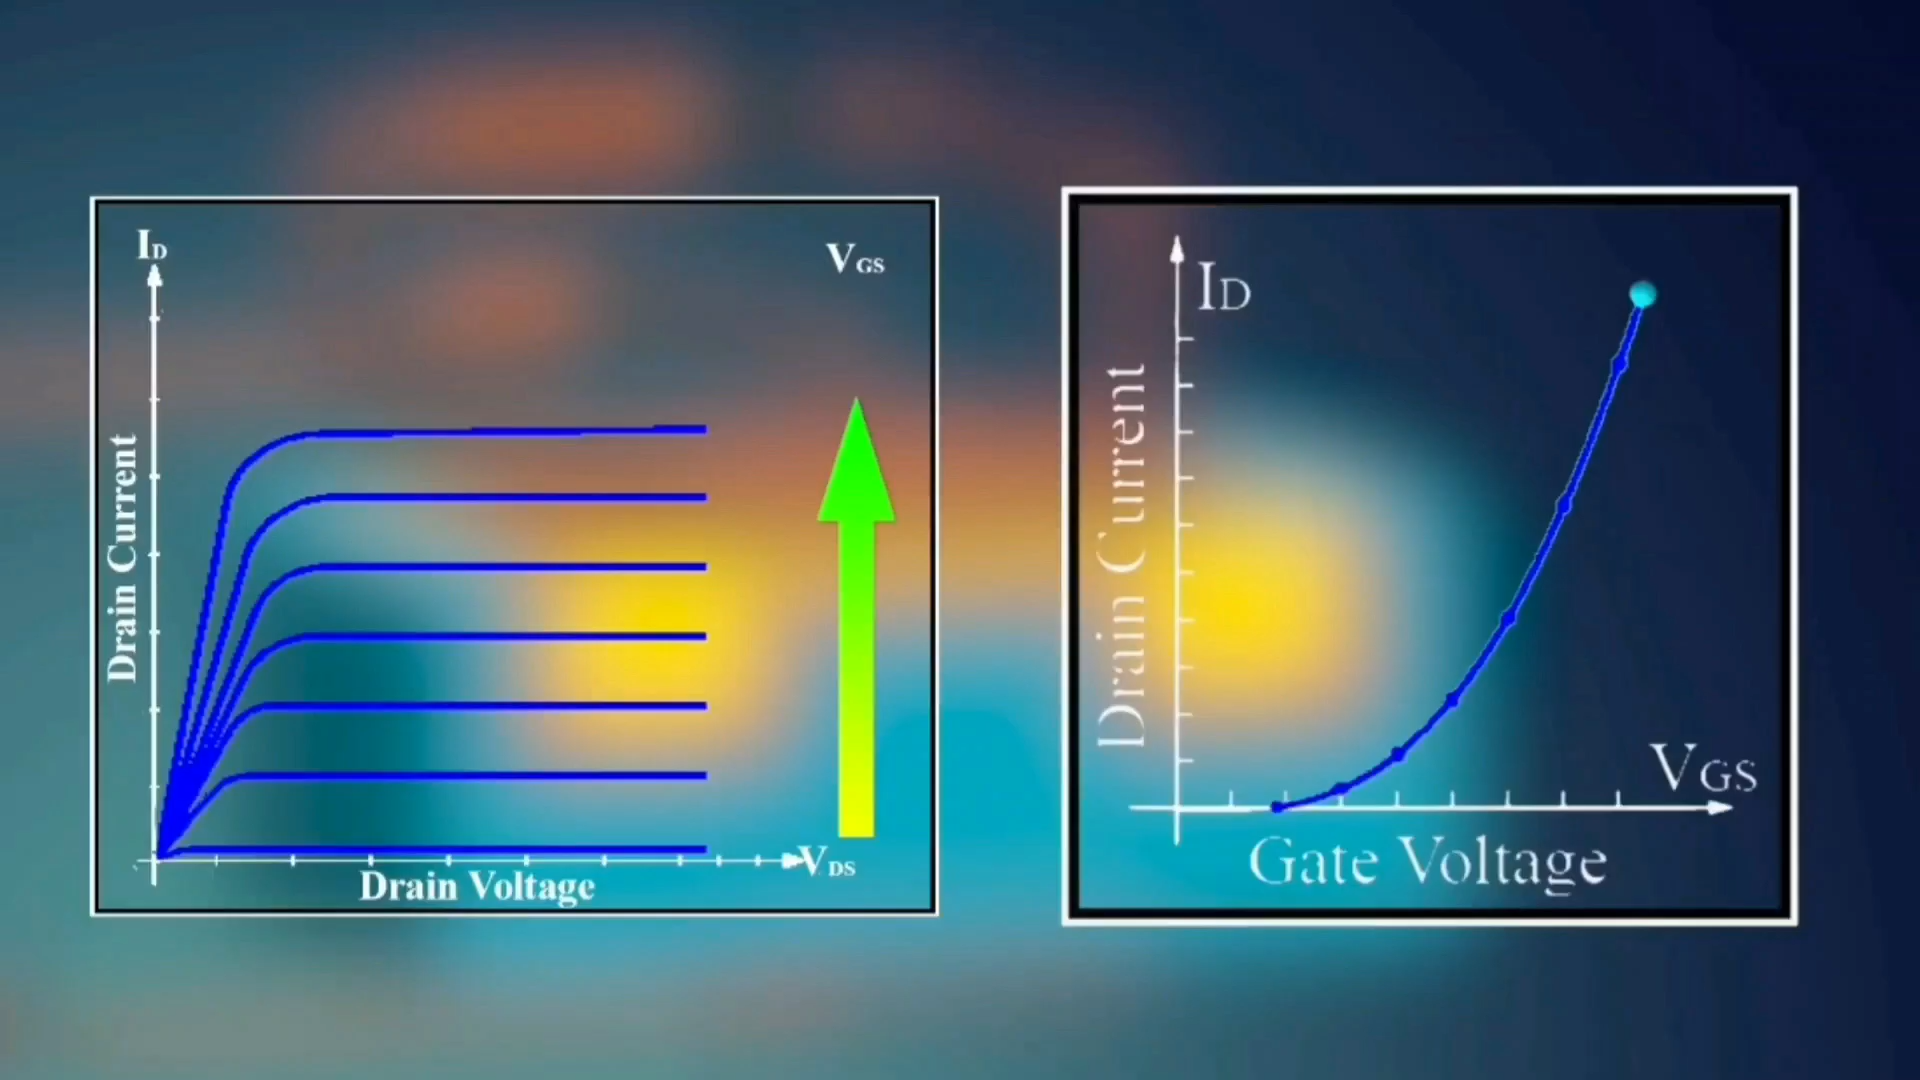 ID
VGS
Drain Current
VDS
Drain Voltage
ID
Drain Current
VGS
Gate Voltage